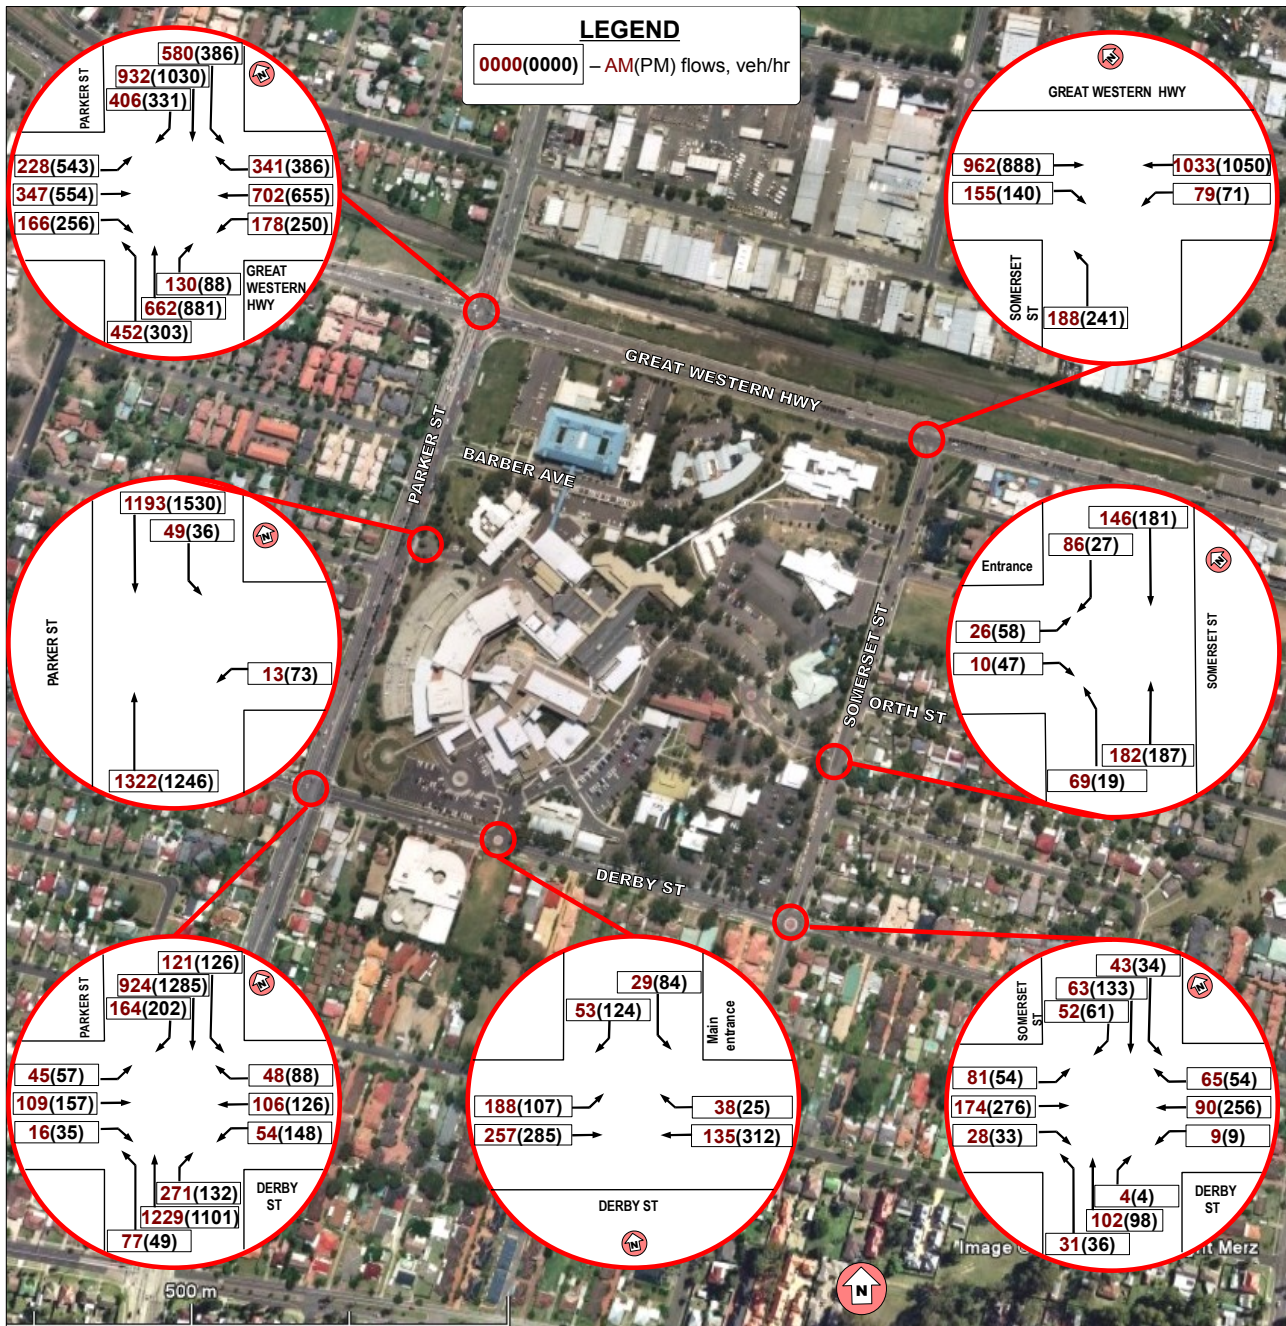 LEGEND
0000(0000) – AM(PM) flows, veh/hr
PARKER ST
580(386)
932(1030)
406(331)
N
228(543)
347(554)
166(256)
341(386)
702(655)
178(250)
130(88)
662(881)
452(303)
GREAT
WESTERN
HWY
N
GREAT WESTERN HWY
962(888)
155(140)
1033(1050)
79(71)
SOMERSET
ST
188(241)
GREAT WESTERN HWY
PARKER ST
BARBER AVE
SOMERSET ST
ORTH ST
DERBY ST
1193(1530)
49(36)
N
PARKER ST
13(73)
1322(1246)
146(181)
86(27)
Entrance
N
26(58)
10(47)
SOMERSET ST
182(187)
69(19)
PARKER ST
121(126)
924(1285)
164(202)
N
45(57)
109(157)
16(35)
48(88)
106(126)
54(148)
271(132)
1229(1101)
77(49)
DERBY
ST
29(84)
53(124)
Main
entrance
188(107)
257(285)
38(25)
135(312)
DERBY ST
N
SOMERSET
ST
43(34)
63(133)
52(61)
N
81(54)
174(276)
28(33)
65(54)
90(256)
9(9)
4(4)
102(98)
31(36)
DERBY
ST
Image
Merz
500 m
N